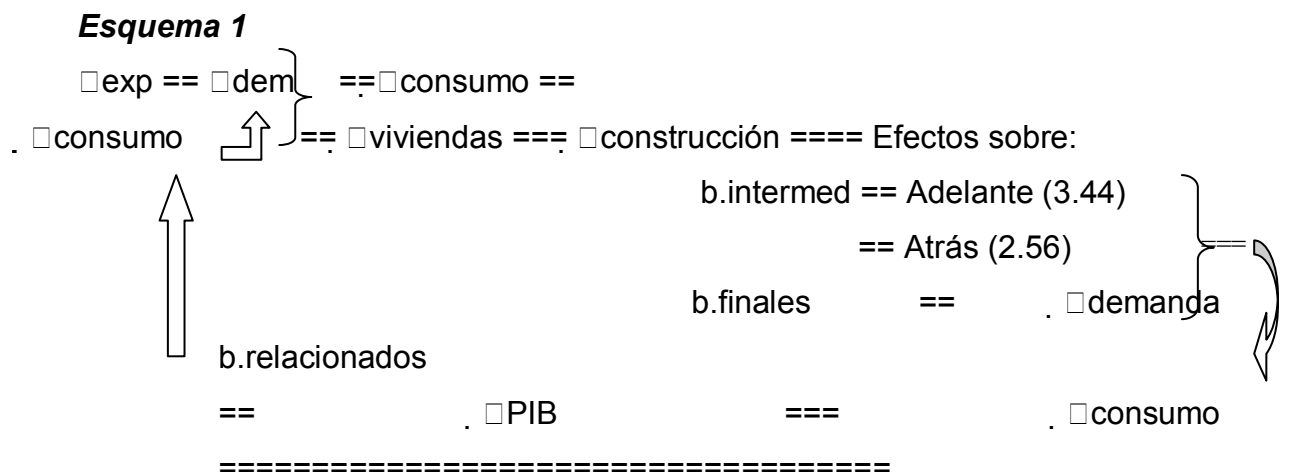 Esquema 1
□exp == □dem ==□consumo ==
. □consumo == □viviendas === □construcción ==== Efectos sobre:
b.intermed == Adelante (3.44)
== Atrás (2.56) ===
b.finales == . □demanda
b.relacionados
== . □PIB === . □consumo
====================================